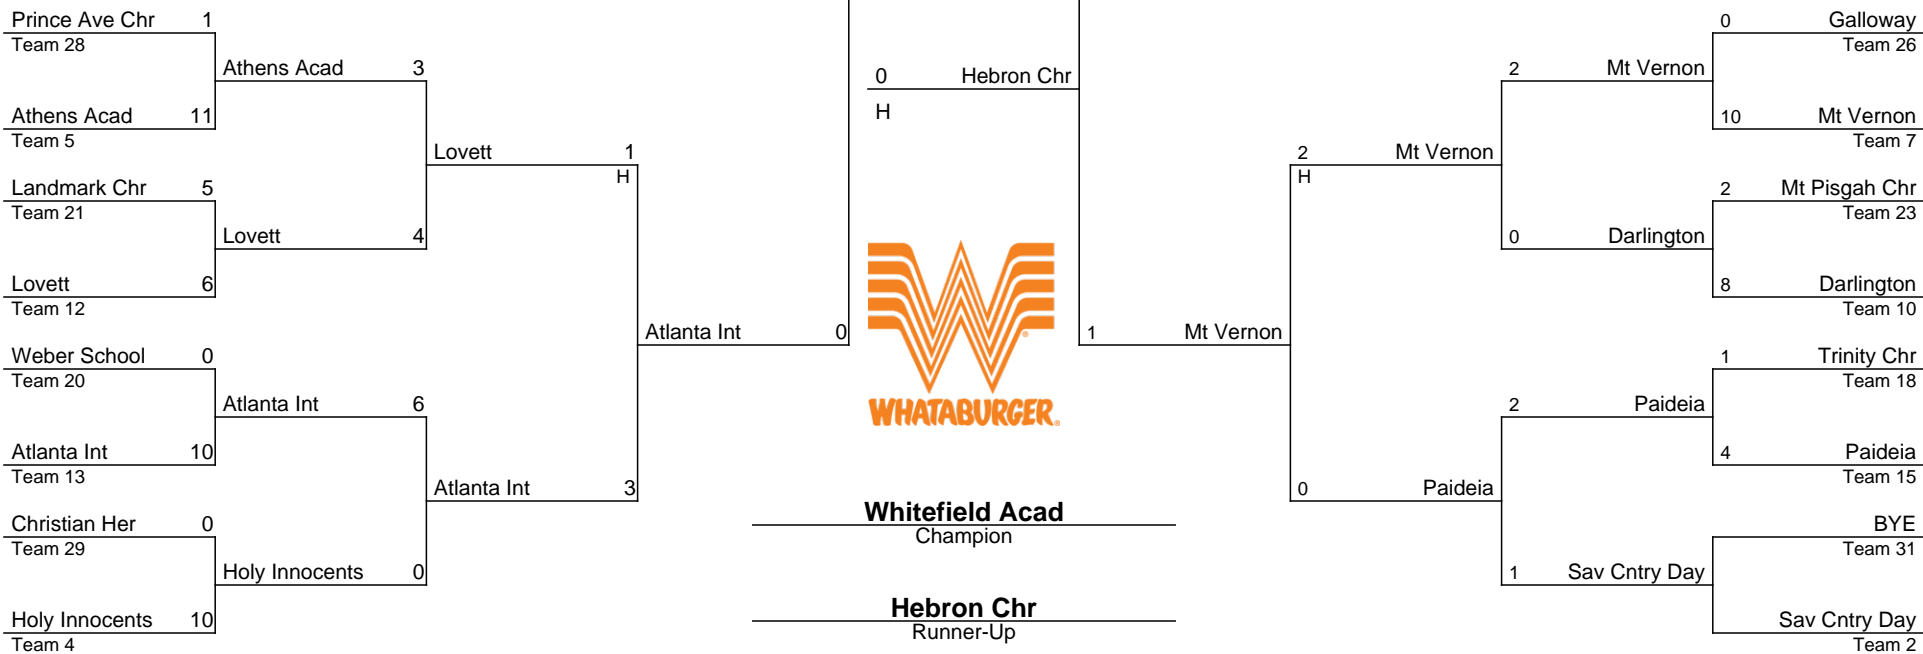 Prince Ave Chr 1
Team 28
Athens Acad 3
Athens Acad 11
Team 5
Lovett 1
H
Landmark Chr 5
Team 21
Lovett 4
Lovett 6
Team 12
Atlanta Int 0
Weber School 0
Team 20
Atlanta Int 6
Atlanta Int 10
Team 13
Atlanta Int 3
Christian Her 0
Team 29
Holy Innocents 0
Holy Innocents 10
Team 4
0 Hebron Chr
H
WHATABURGER
Whitefield Acad
Champion
Hebron Chr
Runner-Up
0 Galloway
Team 26
2 Mt Vernon
10 Mt Vernon
Team 7
2 Mt Vernon
H
2 Mt Pisgah Chr
Team 23
0 Darlington
8 Darlington
Team 10
1 Mt Vernon
1 Trinity Chr
Team 18
2 Paideia
4 Paideia
Team 15
0 Paideia
BYE
Team 31
1 Sav Cntry Day
Sav Cntry Day
Team 2